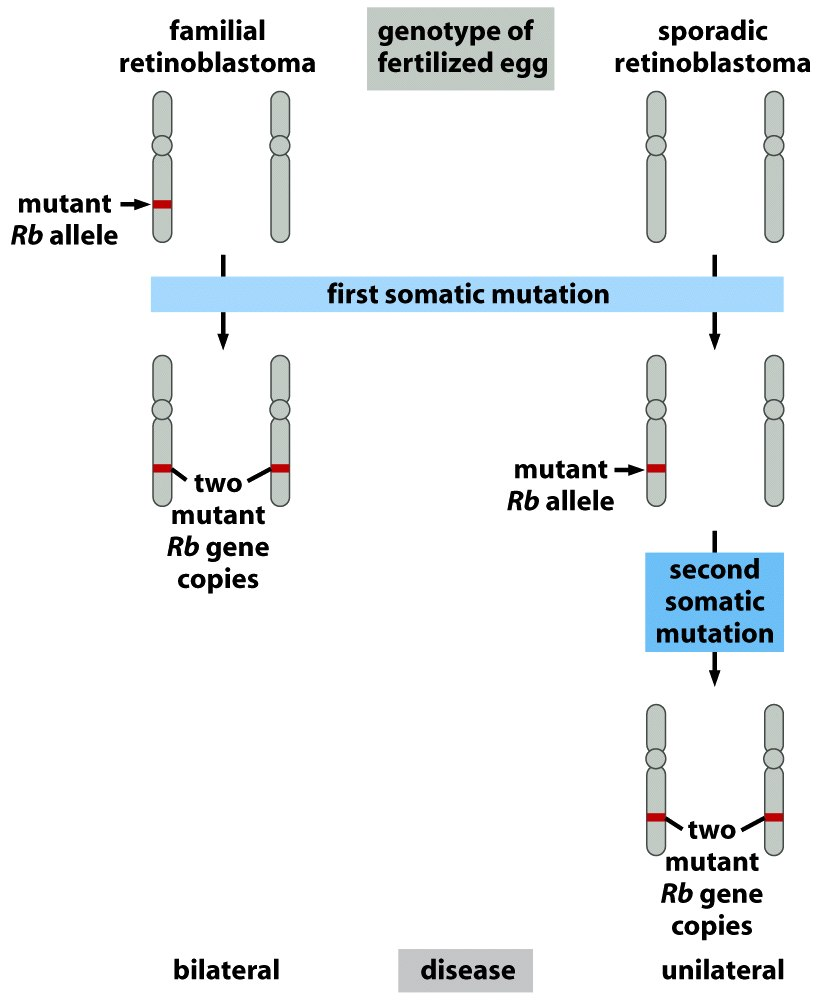 familial
retinoblastoma
genotype of
fertilized egg
sporadic
retinoblastoma
mutant
Rb allele
first somatic mutation
two
mutant
Rb gene
copies
mutant
Rb allele
second
somatic
mutation
two
mutant
Rb gene
copies
bilateral
disease
unilateral